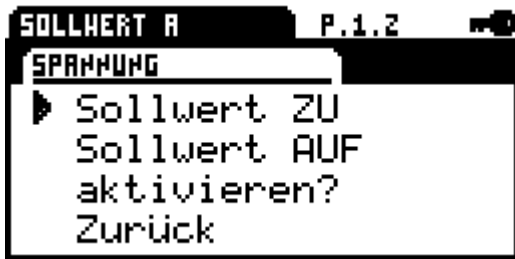 SOLLWERT A P.1.2
SPANNUNG
Sollwert ZU
Sollwert AUF
aktivieren?
Zurück